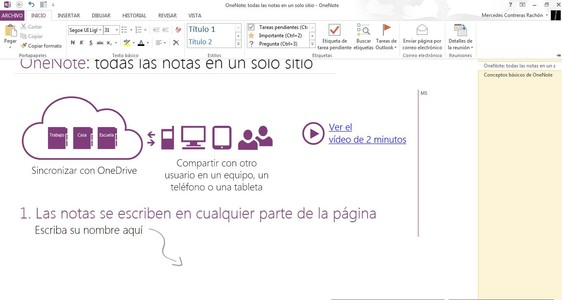 OneNote: todas las notas en un solo sitio - OneNote
ARCHIVO INICIO INSERTAR DIBUJAR HISTORIAL REVISAR VISTA
Mercedes Contreras Rachón
Pegar
Cortar
Copiar
Copiar formato
Portapapeles
Segoe UI Ligl 31
Texto básico
Título 1
Título 2
Estilos
Tareas pendientes (Ct
Importante (Ctrl+2)
Pregunta (Ctrl+3)
Etiqueta de tarea pendiente
Buscar etiquetas
Etiquetas
Tareas de Outlook
Enviar página por correo electrónico
Correo electrónico
Detalles de la reunión
Reuniones
OneNote: todas las notas en un solo sitio
OneNote: todas las notas en un s
Conceptos básicos de OneNote
MS
Trabajo Casa Escuela
Sincronizar con OneDrive
Compartir con otro
usuario en un equipo, un
teléfono o una tableta
Ver el
vídeo de 2 minutos
1. Las notas se escriben en cualquier parte de la página
Escriba su nombre aquí